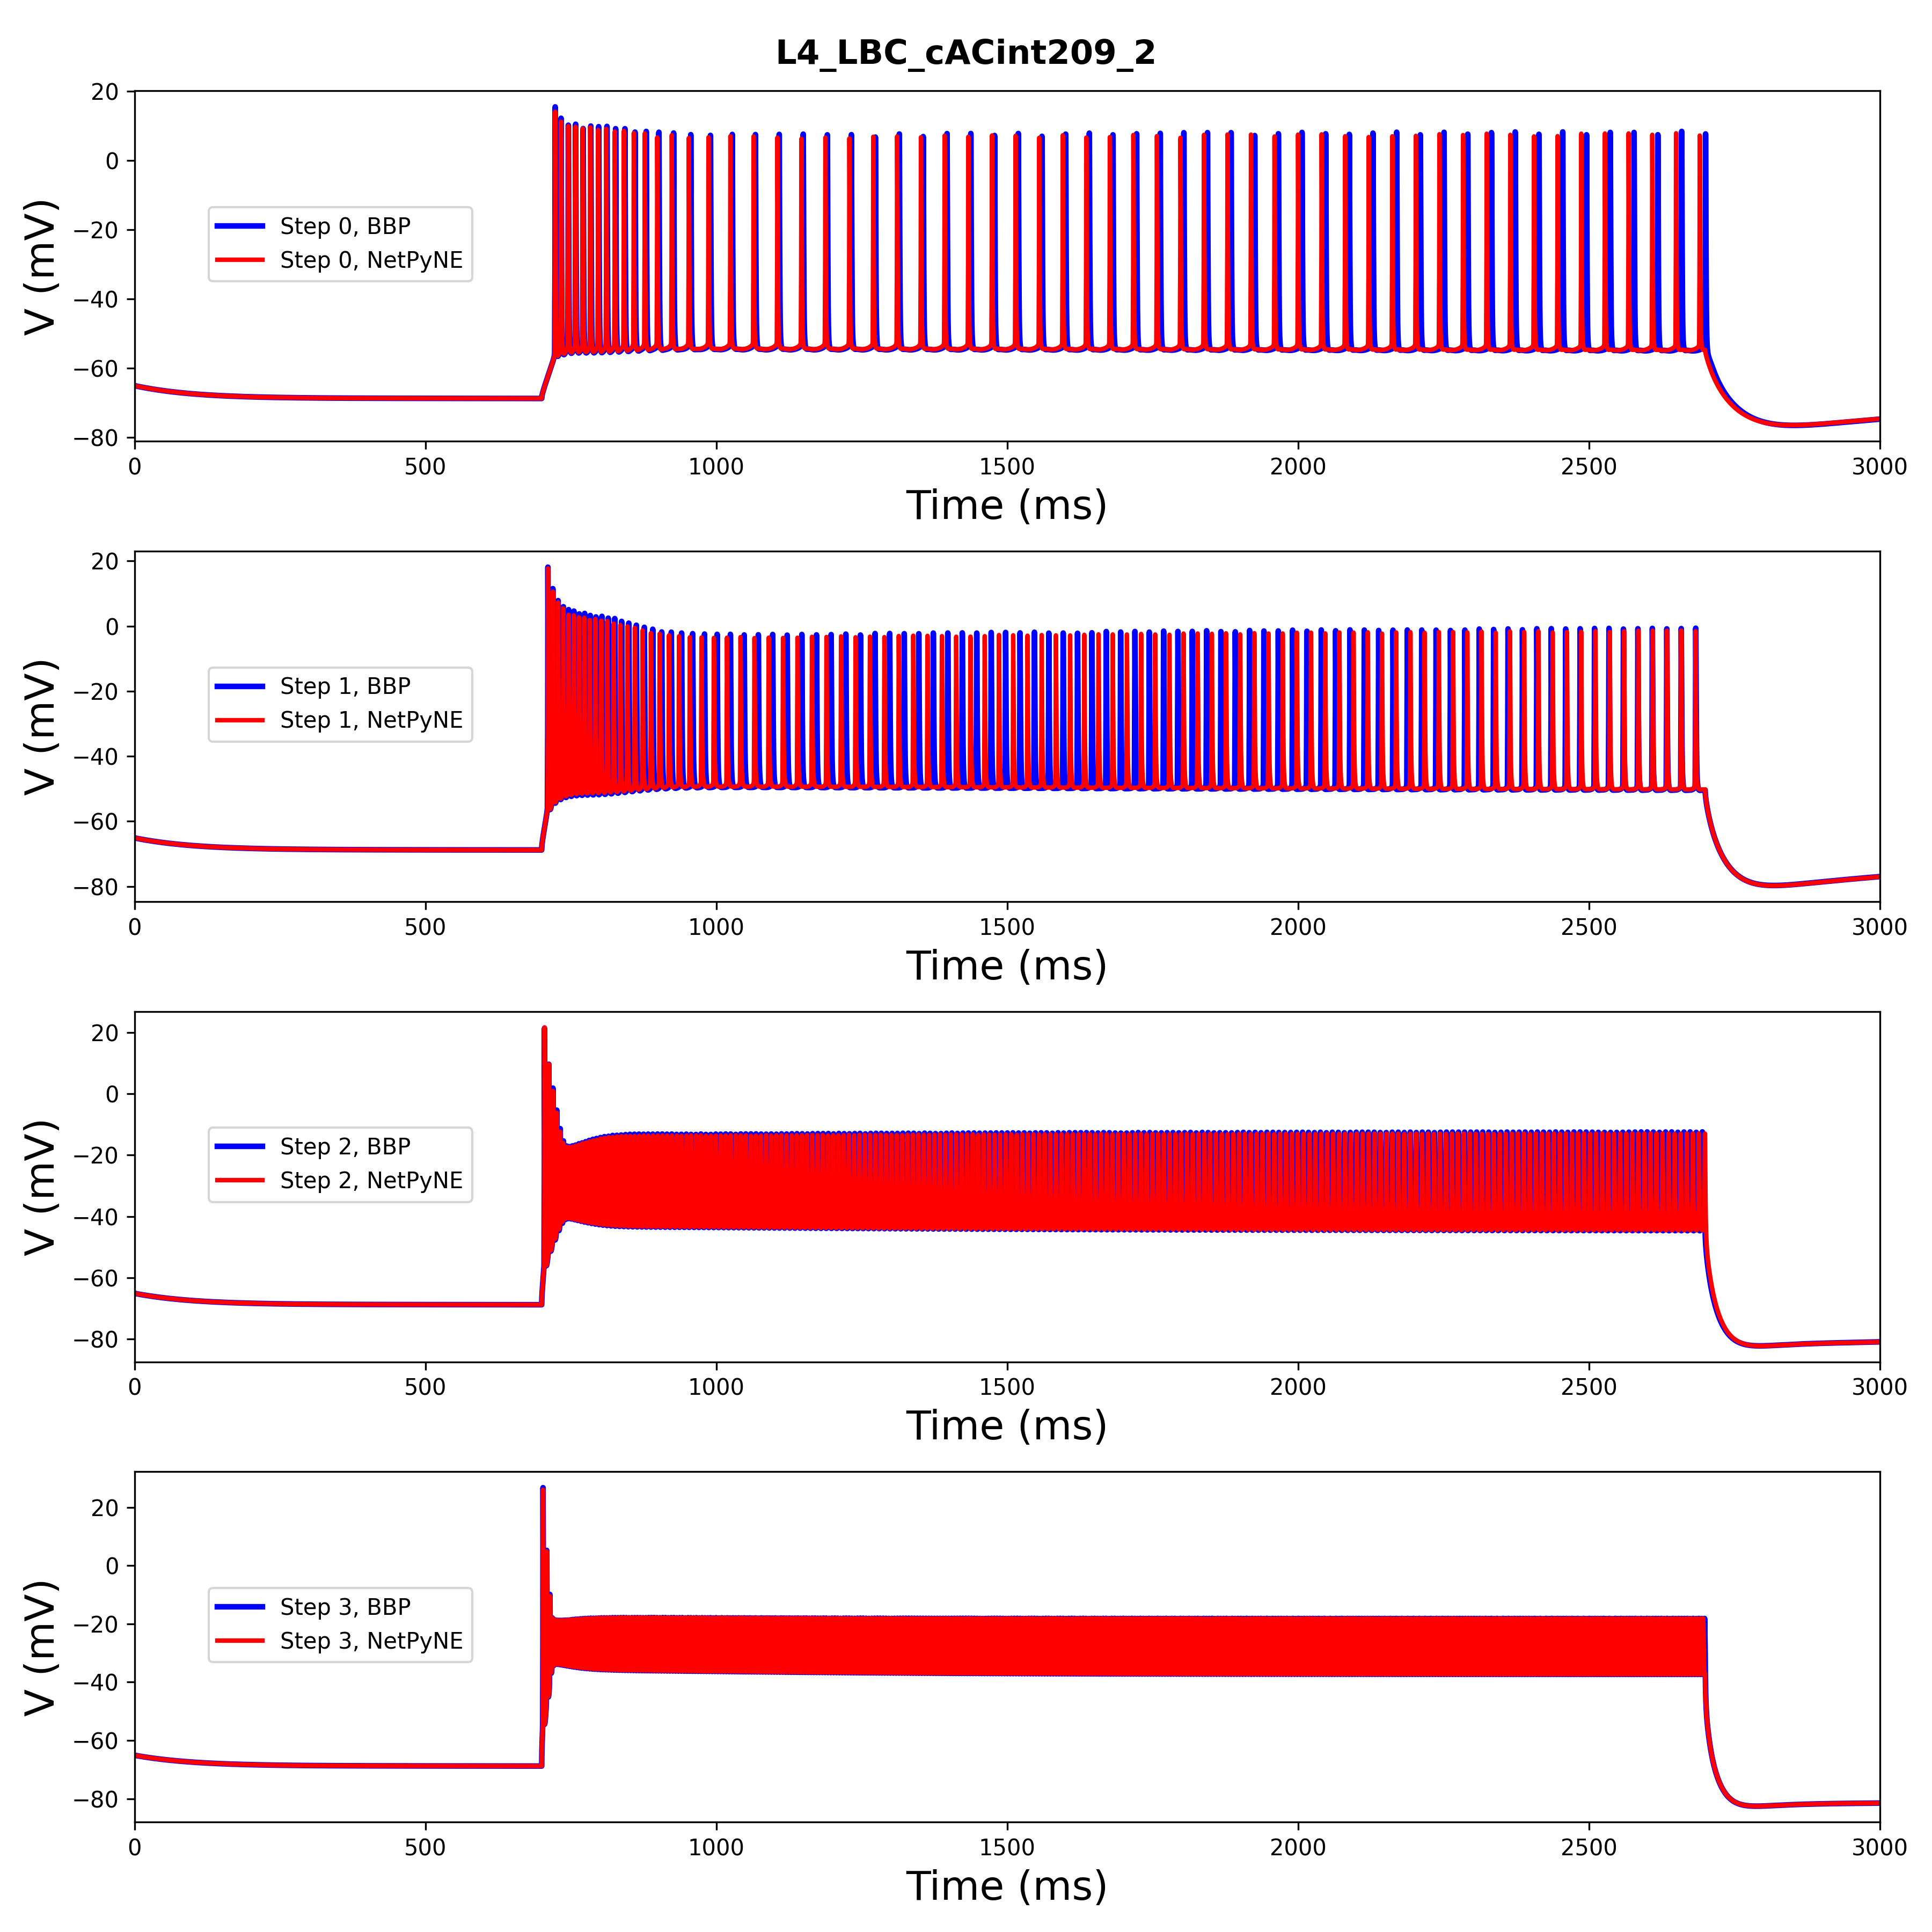 L4_LBC_cACint209_2
20
0
−20
−40
−60
−80
V (mV)
Step 0, BBP
Step 0, NetPyNE
0 500 1000 1500 2000 2500 3000
Time (ms)
20
0
−20
−40
−60
−80
V (mV)
Step 1, BBP
Step 1, NetPyNE
0 500 1000 1500 2000 2500 3000
Time (ms)
20
0
−20
−40
−60
−80
V (mV)
Step 2, BBP
Step 2, NetPyNE
0 500 1000 1500 2000 2500 3000
Time (ms)
20
0
−20
−40
−60
−80
V (mV)
Step 3, BBP
Step 3, NetPyNE
0 500 1000 1500 2000 2500 3000
Time (ms)